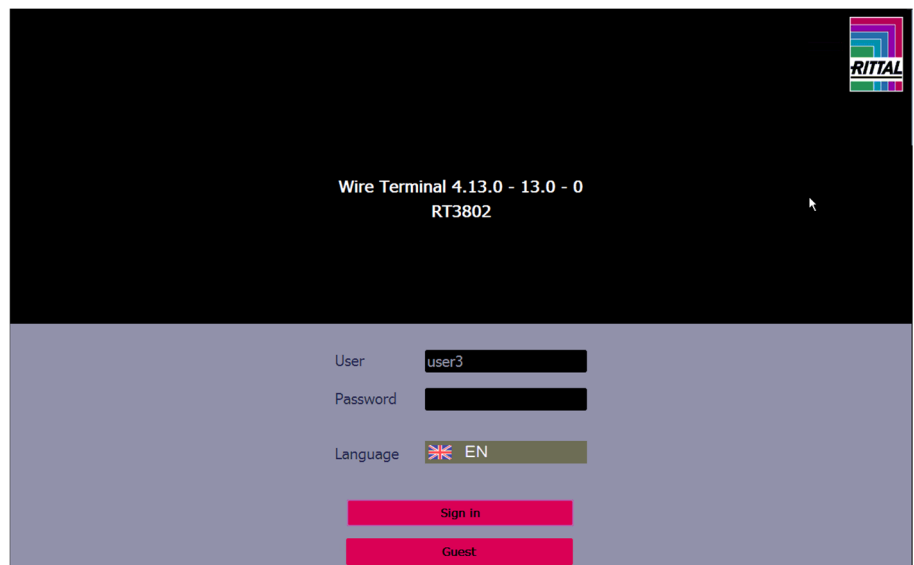 RITTAL
Wire Terminal 4.13.0 - 13.0 - 0
RT3802
User user3
Password
Language EN
Sign in
Guest